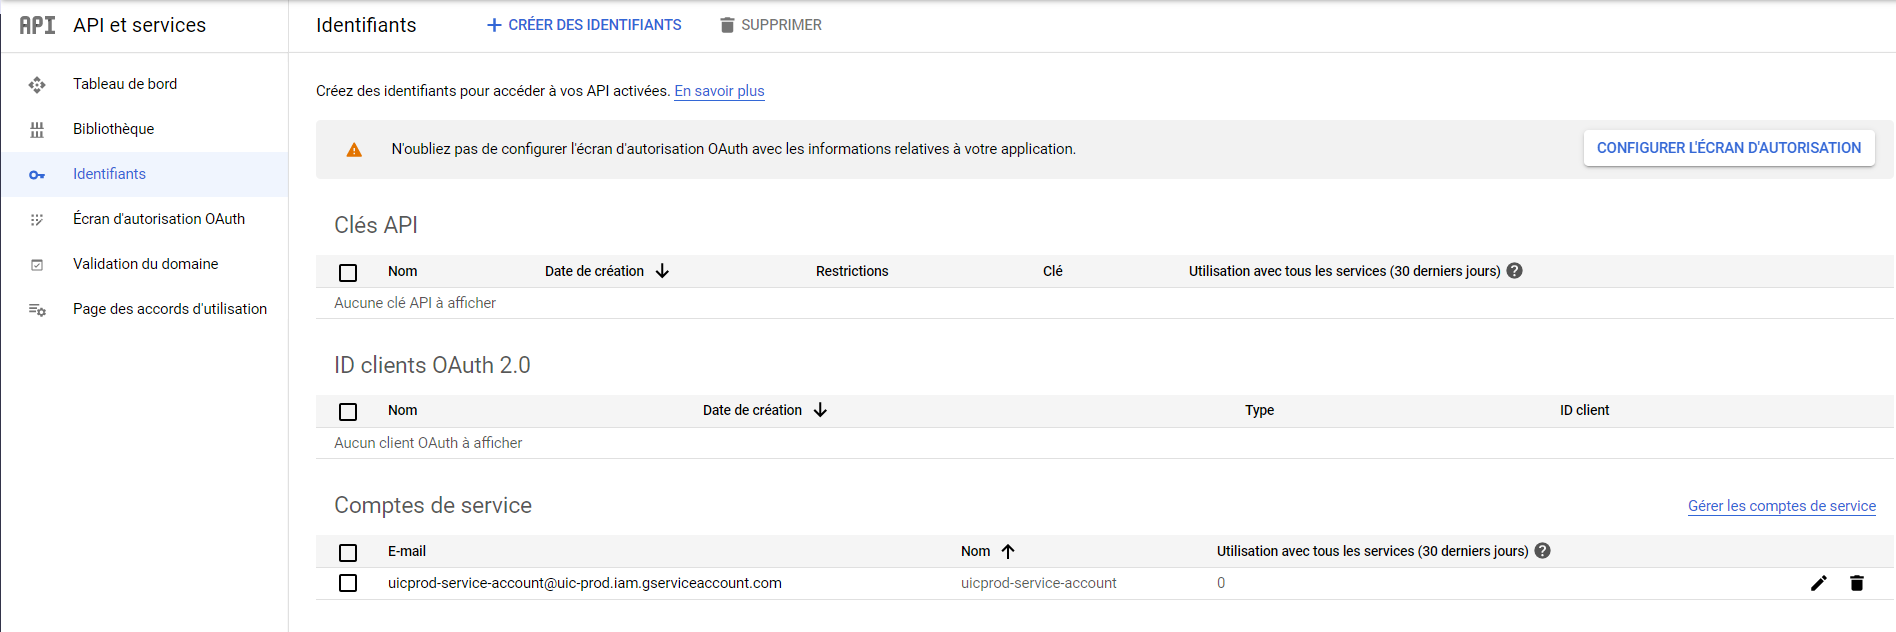 API API et services
Identifiants
CRÉER DES IDENTIFIANTS
SUPPRIMER
Tableau de bord
Bibliothèque
Identifiants
Écran d'autorisation OAuth
Validation du domaine
Page des accords d'utilisation
Créez des identifiants pour accéder à vos API activées. En savoir plus
N'oubliez pas de configurer l'écran d'autorisation OAuth avec les informations relatives à votre application.
CONFIGURER L'ÉCRAN D'AUTORISATION
Clés API
Nom Date de création Restrictions Clé Utilisation avec tous les services (30 derniers jours)
Aucune clé API à afficher
ID clients OAuth 2.0
Nom Date de création Type ID client
Aucun client OAuth à afficher
Comptes de service
Gérer les comptes de service
E-mail Nom Utilisation avec tous les services (30 derniers jours)
uicprod-service-account@uic-prod.iam.gserviceaccount.com uicprod-service-account 0